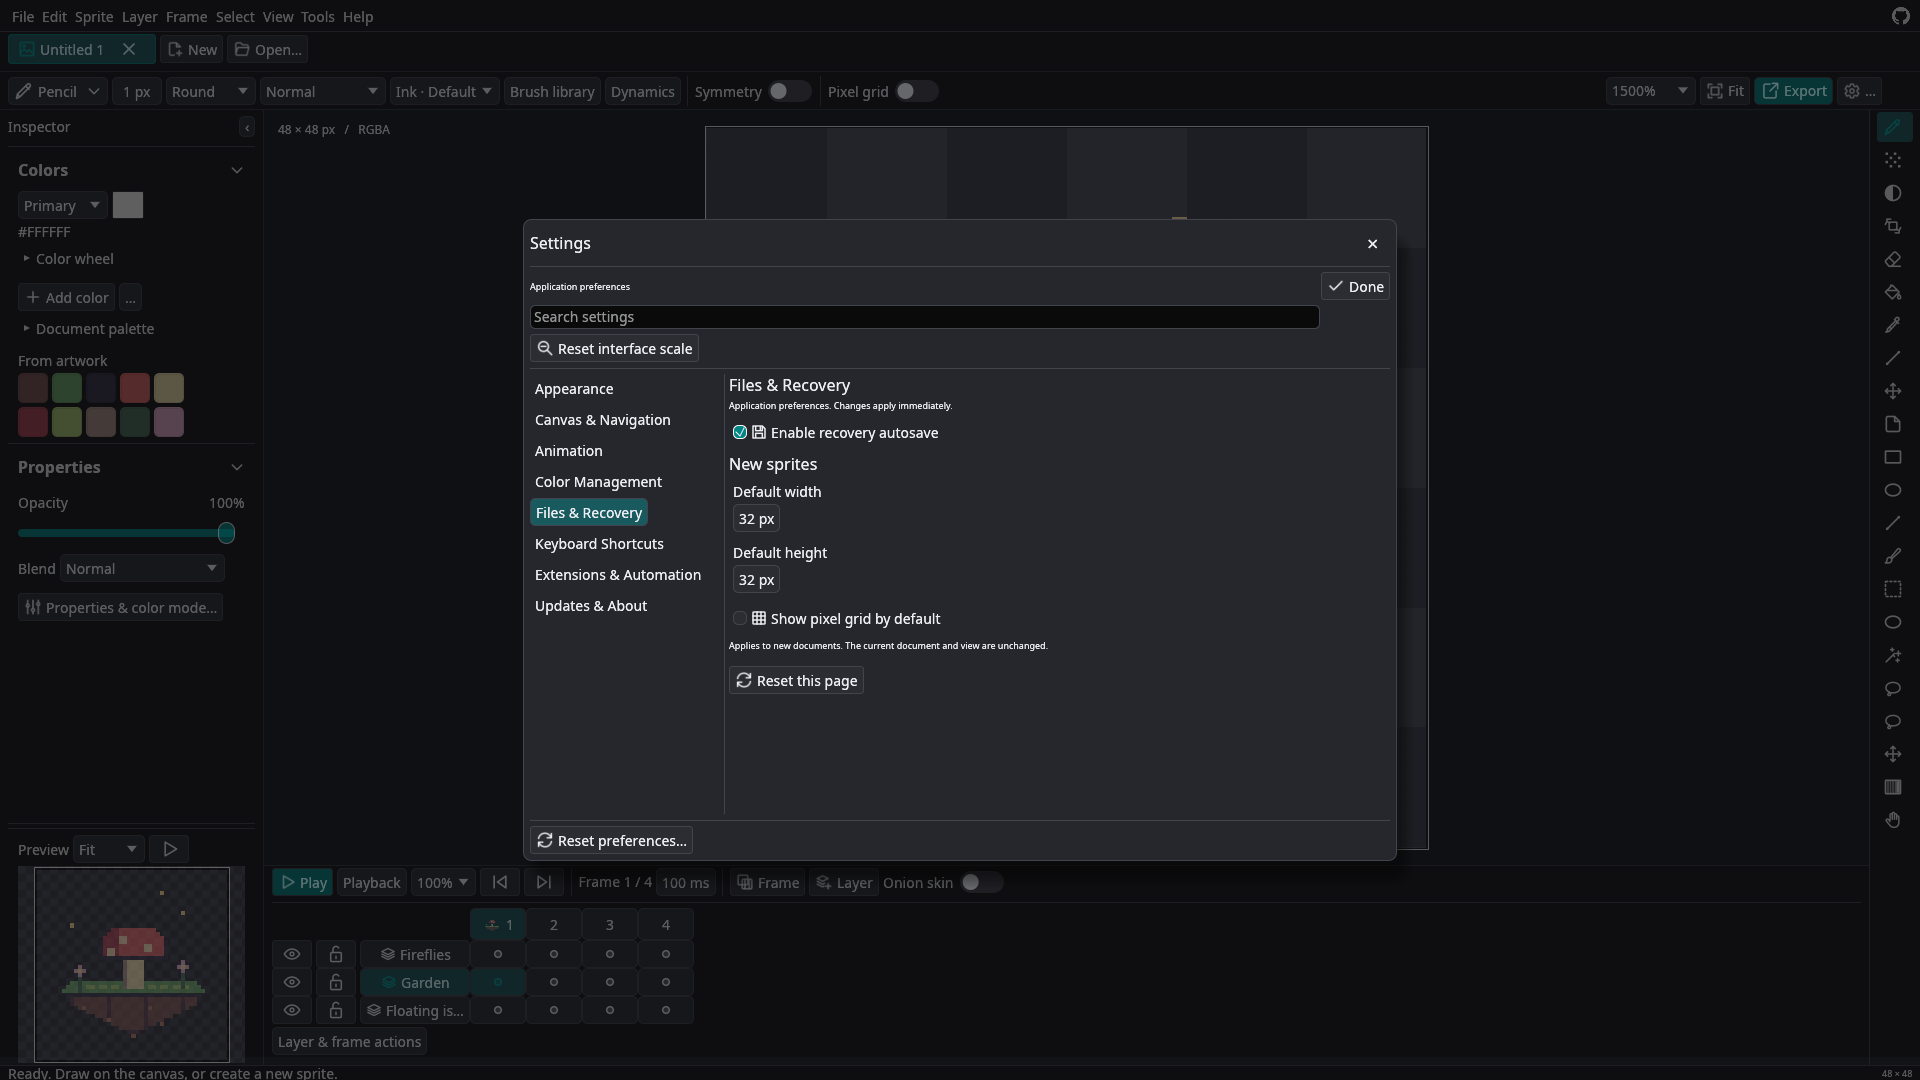 File Edit Sprite Layer Frame Select View Tools Help
Untitled 1
New
Open...
Pencil
1 px
Round
Normal
Ink · Default
Brush library
Dynamics
Symmetry
Pixel grid
1500%
Fit
Export
...
Inspector
48 × 48 px / RGBA
Colors
Primary
#FFFFFF
Color wheel
Add color
...
Document palette
From artwork
Properties
Opacity 100%
Blend Normal
Properties & color mode...
Settings
Application preferences
Done
Search settings
Reset interface scale
Appearance
Canvas & Navigation
Animation
Color Management
Files & Recovery
Keyboard Shortcuts
Extensions & Automation
Updates & About
Files & Recovery
Application preferences. Changes apply immediately.
Enable recovery autosave
New sprites
Default width
32 px
Default height
32 px
Show pixel grid by default
Applies to new documents. The current document and view are unchanged.
Reset this page
Reset preferences...
Preview Fit
Play
Playback
100%
Frame 1 / 4
100 ms
Frame
Layer
Onion skin
1 2 3 4
Fireflies
Garden
Floating is...
Layer & frame actions
Ready. Draw on the canvas, or create a new sprite.
48 × 48